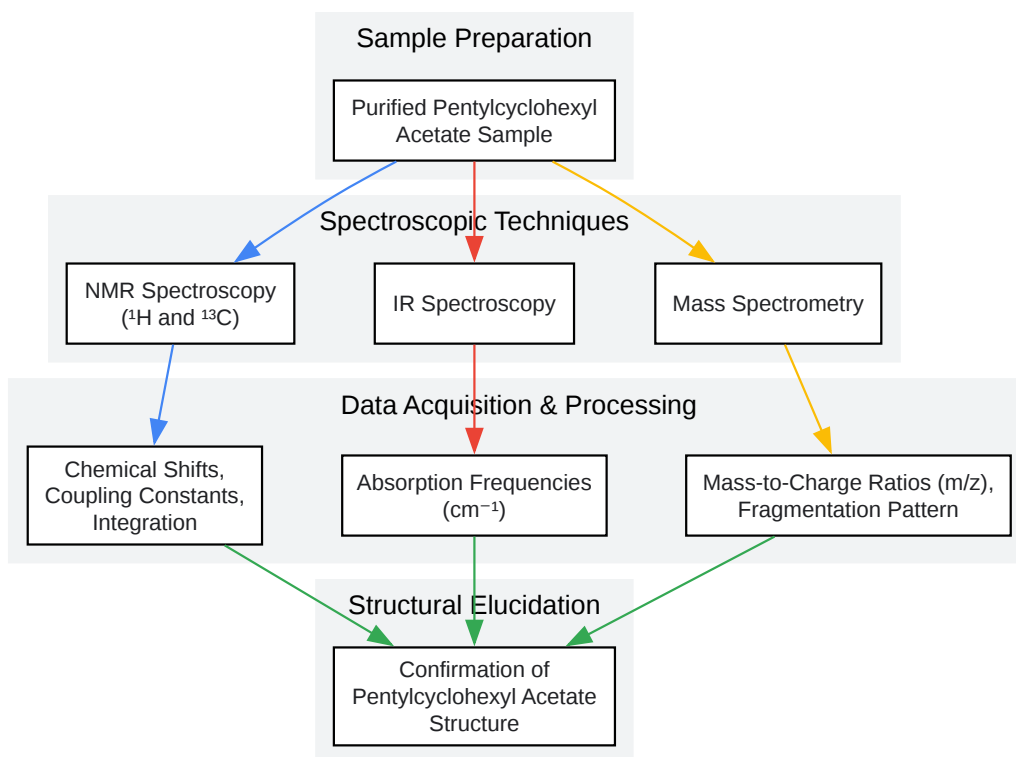 Sample Preparation
Purified Pentylcyclohexyl
Acetate Sample
Spectroscopic Techniques
NMR Spectroscopy
(¹H and ¹³C)
IR Spectroscopy
Mass Spectrometry
Data Acquisition & Processing
Chemical Shifts,
Coupling Constants,
Integration
Absorption Frequencies
(cm⁻¹)
Mass-to-Charge Ratios (m/z),
Fragmentation Pattern
Structural Elucidation
Confirmation of
Pentylcyclohexyl Acetate
Structure